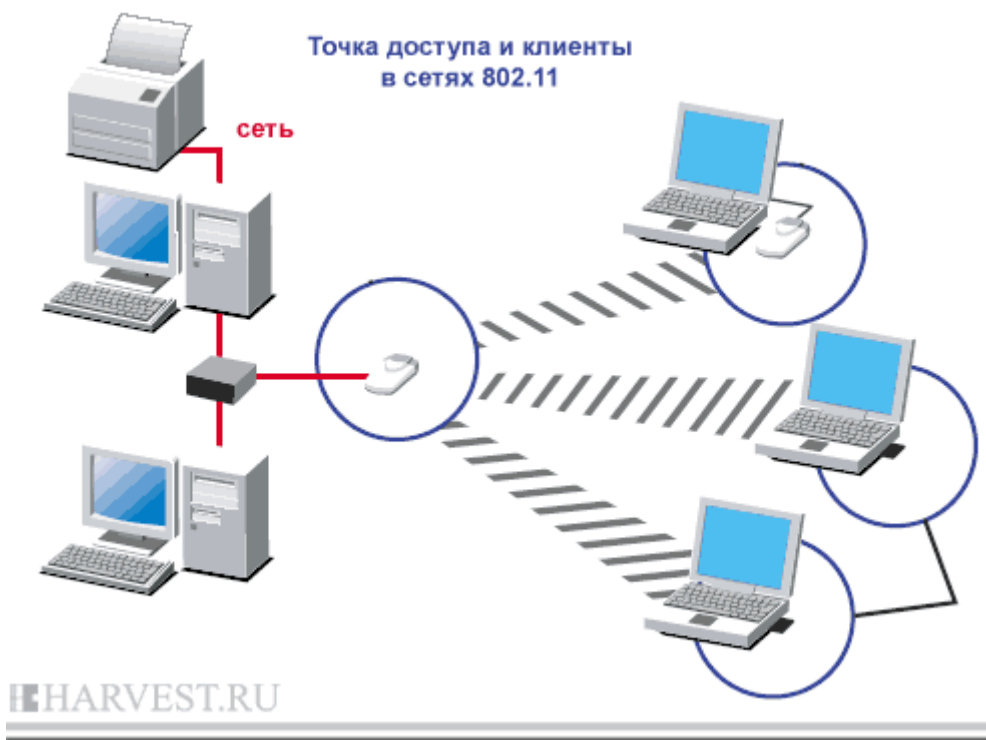 Точка доступа и клиенты
в сетях 802.11
сеть
HARVEST.RU